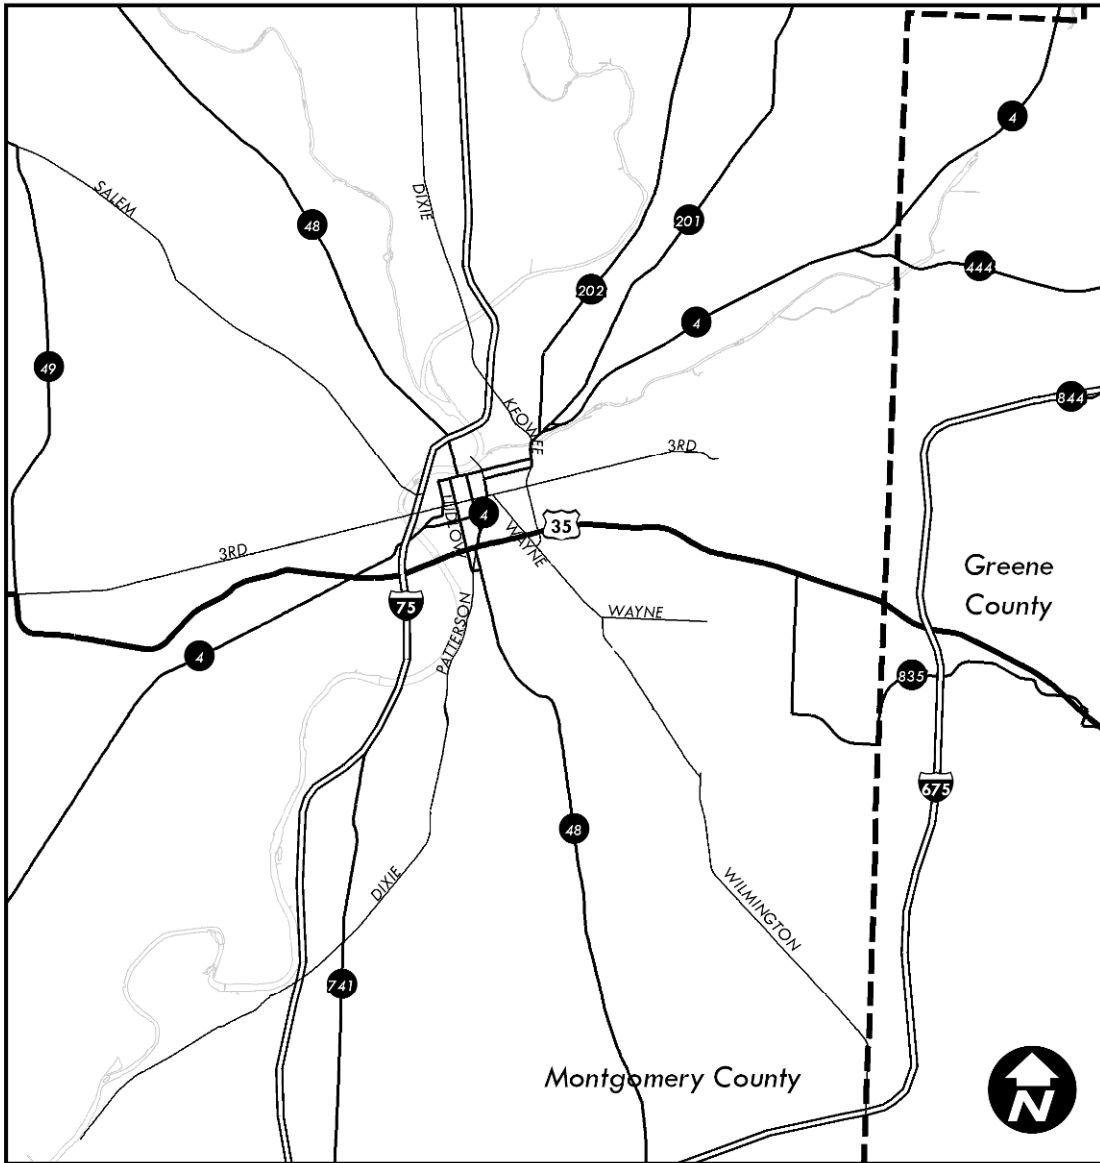 4
SALEM
DIXIE
48
201
444
202
4
49
844
KEOWEE
3RD
4
35
LUDLOW
WAYNE
3RD
Greene
County
75
PATTERSON
WAYNE
4
835
675
48
DIXIE
WILMINGTON
741
Montgomery County
N